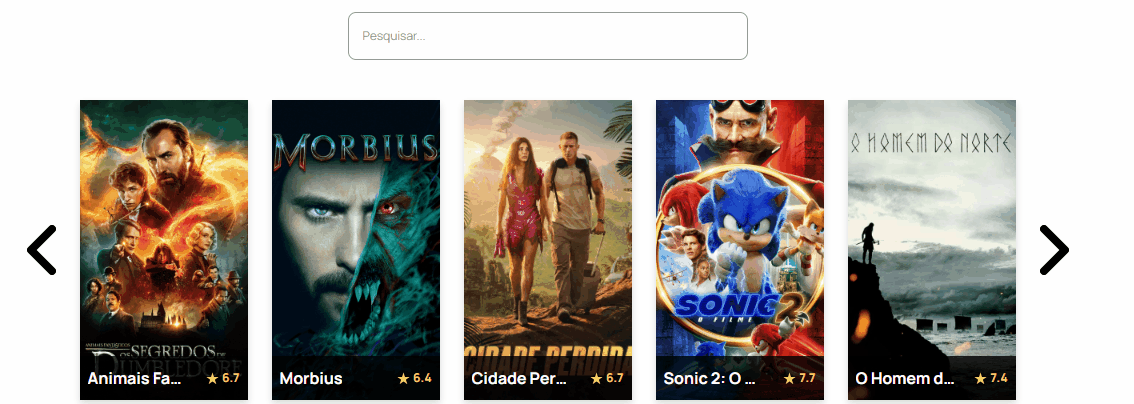 Pesquisar...
MORBIUS
O HOMEM DO NORTE
SONIC 2
O FILME
OS SEGREDOS DE
DUMBLEDORE
CIDADE PERDIDA
Animais Fa... ★ 6.7
Morbius ★ 6.4
Cidade Per... ★ 6.7
Sonic 2: O ... ★ 7.7
O Homem d... ★ 7.4